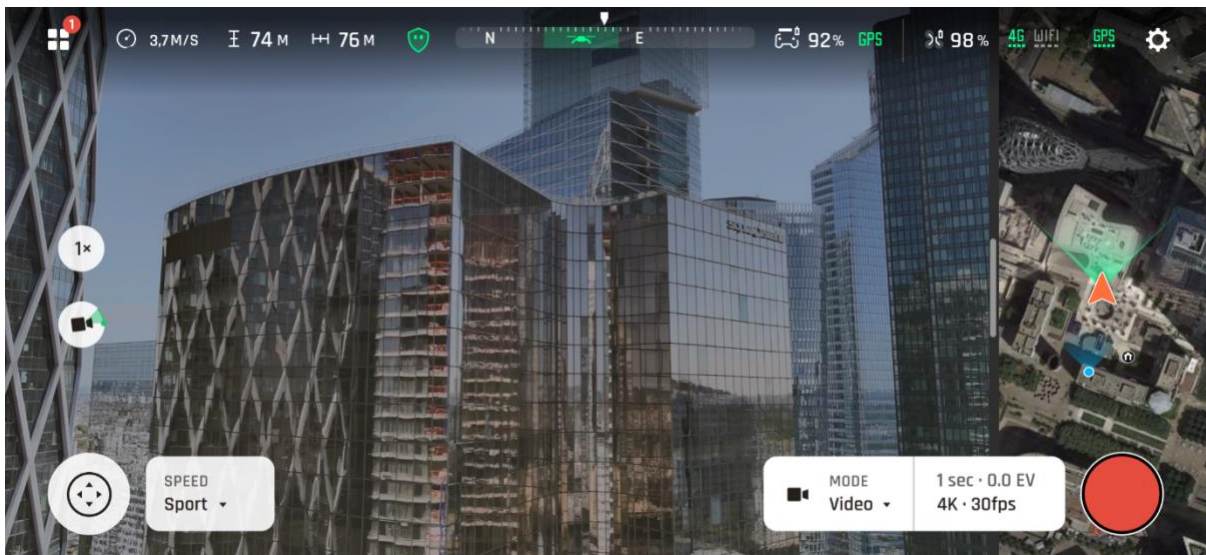 1
3,7 M/S
74 M
76 M
N
E
92%
GPS
98%
4G WIFI
GPS
1×
SPEED
Sport
MODE
Video
1 sec · 0.0 EV
4K · 30fps